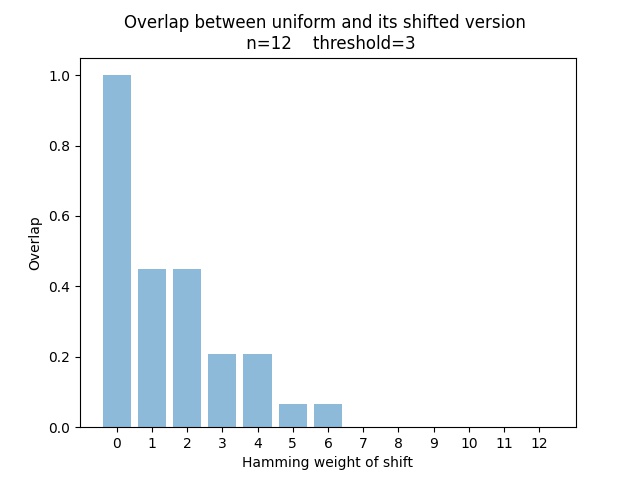 Overlap between uniform and its shifted version
n=12 threshold=3
1.0
0.8
0.6
0.4
0.2
0.0
Overlap
0 1 2 3 4 5 6 7 8 9 10 11 12
Hamming weight of shift